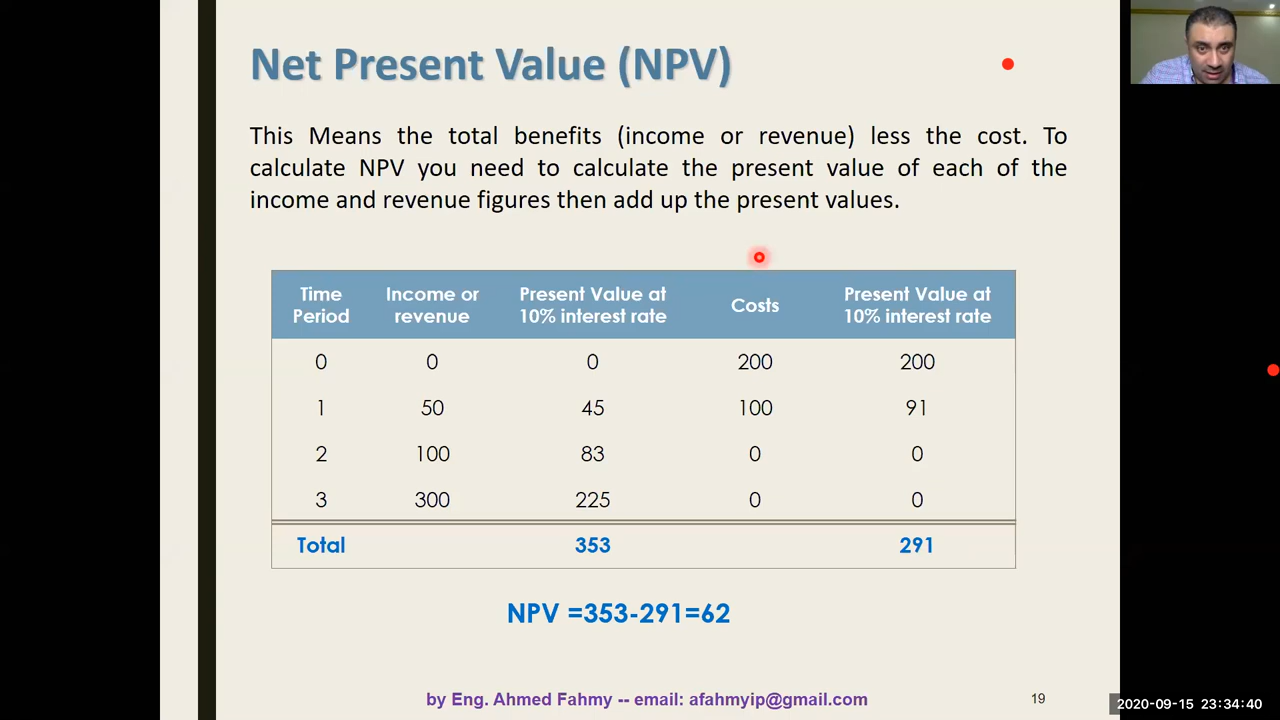 Net Present Value (NPV)
This Means the total benefits (income or revenue) less the cost. To
calculate NPV you need to calculate the present value of each of the
income and revenue figures then add up the present values.
Time Period Income or revenue Present Value at 10% interest rate Costs Present Value at 10% interest rate
0 0 0 200 200
1 50 45 100 91
2 100 83 0 0
3 300 225 0 0
Total 353 291
NPV =353-291=62
by Eng. Ahmed Fahmy -- email: afahmyip@gmail.com
19
2020-09-15 23:34:40